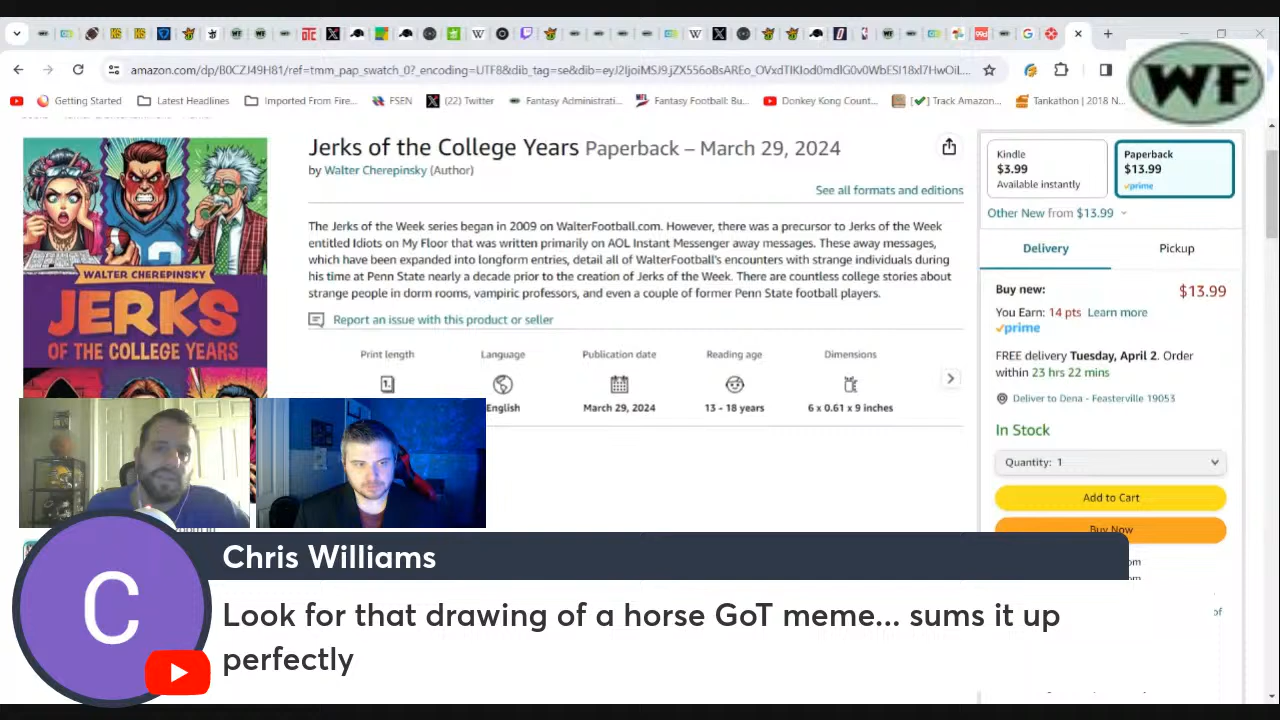 amazon.com/dp/B0CZJ49H81/ref=tmm_pap_swatch_0?_encoding=UTF8&dib_tag=se&dib=
WF
Getting Started
Latest Headlines
Imported From Fire...
FSEN
(22) Twitter
Fantasy Administrati...
Fantasy Football: Bu...
Donkey Kong Count...
Track Amazon...
Tankathon | 2018 N...
Jerks of the College Years Paperback – March 29, 2024
by Walter Cherepinsky (Author)
See all formats and editions
The Jerks of the Week series began in 2009 on WalterFootball.com. However, there was a precursor to Jerks of the Week
entitled Idiots on My Floor that was written primarily on AOL Instant Messenger away messages. These away messages,
which have been expanded into longform entries, detail all of WalterFootball's encounters with strange individuals during
his time at Penn State nearly a decade prior to the creation of Jerks of the Week. There are countless college stories about
strange people in dorm rooms, vampiric professors, and even a couple of former Penn State football players.
Report an issue with this product or seller
Print length
Language
Publication date
Reading age
Dimensions
English
March 29, 2024
13 - 18 years
6 x 0.61 x 9 inches
WALTER CHEREPINSKY
JERKS
OF THE COLLEGE YEARS
Kindle
$3.99
Available instantly
Paperback
$13.99
prime
Other New from $13.99
Delivery
Pickup
Buy new:
$13.99
You Earn: 14 pts Learn more
prime
FREE delivery Tuesday, April 2. Order
within 23 hrs 22 mins
Deliver to Dena - Feasterville 19053
In Stock
Quantity: 1
Add to Cart
Buy Now
om
om
of
C
Chris Williams
Look for that drawing of a horse GoT meme... sums it up
perfectly